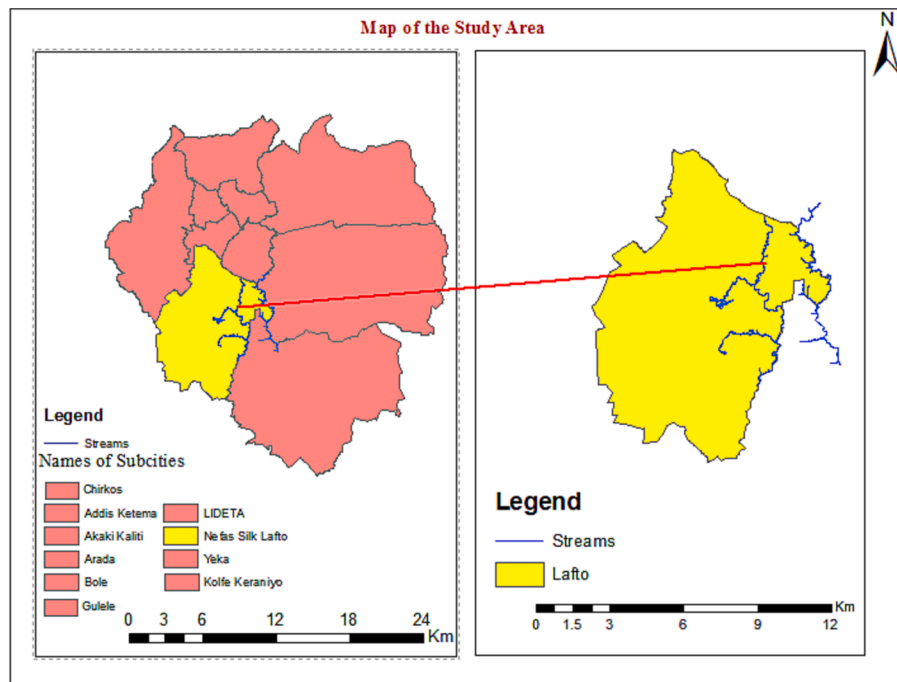 Map of the Study Area
N
Legend
Streams
Names of Subcities
Chirkos
Addis Ketema
Akaki Kaliti
Arada
Bole
Gulele
LIDETA
Nefas Silk Lafto
Yeka
Kolfe Keraniyo
0 3 6 12 18 24
Km
Legend
Streams
Lafto
Km
0 1.5 3 6 9 12